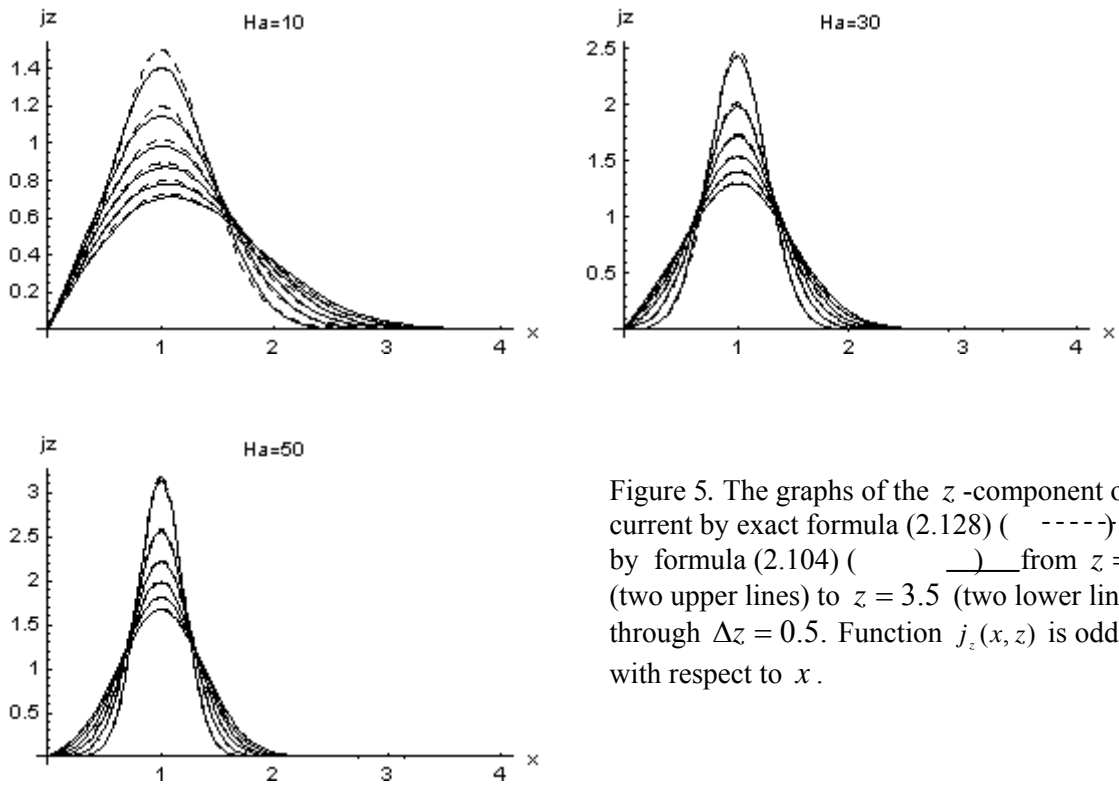 jz
Ha=10
1.4
1.2
1
0.8
0.6
0.4
0.2
1 2 3 4 x
jz
Ha=30
2.5
2
1.5
1
0.5
1 2 3 4 x
jz
Ha=50
3
2.5
2
1.5
1
0.5
1 2 3 4 x
Figure 5. The graphs of the z -component o
current by exact formula (2.128) ( -----)
by formula (2.104) ( __)__from z =
(two upper lines) to z = 3.5 (two lower lin
through Δz = 0.5. Function j_z(x, z) is odd
with respect to x .